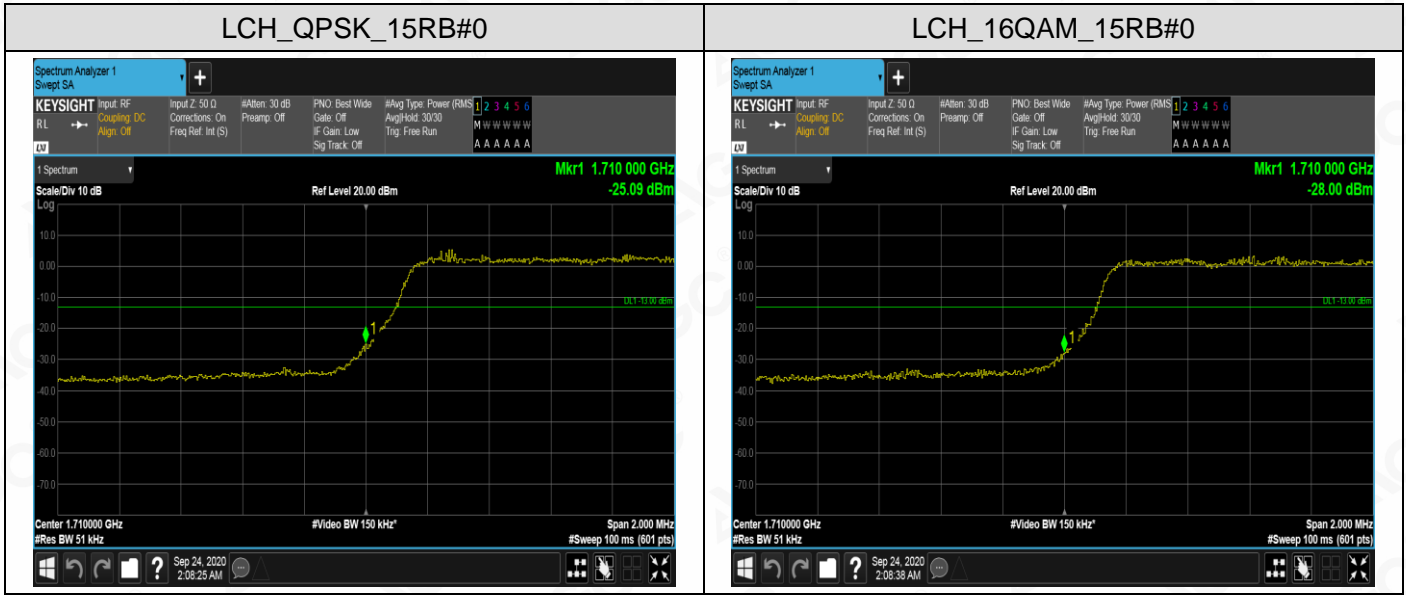 LCH_QPSK_15RB#0
Spectrum Analyzer 1
Swept SA
+
KEYSIGHT
RL
LXI
Input: RF
Coupling: DC
Align: Off
Input Z: 50 Ω
Corrections: On
Freq Ref: Int (S)
#Atten: 30 dB
Preamp: Off
PNO: Best Wide
Gate: Off
IF Gain: Low
Sig Track: Off
#Avg Type: Power (RMS
Avg|Hold: 30/30
Trig: Free Run
1 2 3 4 5 6
M W W W W W
A A A A A A
1 Spectrum
Mkr1 1.710 000 GHz
-25.09 dBm
Scale/Div 10 dB
Ref Level 20.00 dBm
Log
10.0
0.00
-10.0
DL1 -13.00 dBm
-20.0
1
-30.0
-40.0
-50.0
-60.0
-70.0
Center 1.710000 GHz
#Video BW 150 kHz*
Span 2.000 MHz
#Res BW 51 kHz
#Sweep 100 ms (601 pts)
?
Sep 24, 2020
2:08:25 AM
LCH_16QAM_15RB#0
Spectrum Analyzer 1
Swept SA
+
KEYSIGHT
RL
LXI
Input: RF
Coupling: DC
Align: Off
Input Z: 50 Ω
Corrections: On
Freq Ref: Int (S)
#Atten: 30 dB
Preamp: Off
PNO: Best Wide
Gate: Off
IF Gain: Low
Sig Track: Off
#Avg Type: Power (RMS
Avg|Hold: 30/30
Trig: Free Run
1 2 3 4 5 6
M W W W W W
A A A A A A
1 Spectrum
Mkr1 1.710 000 GHz
-28.00 dBm
Scale/Div 10 dB
Ref Level 20.00 dBm
Log
10.0
0.00
-10.0
DL1 -13.00 dBm
-20.0
1
-30.0
-40.0
-50.0
-60.0
-70.0
Center 1.710000 GHz
#Video BW 150 kHz*
Span 2.000 MHz
#Res BW 51 kHz
#Sweep 100 ms (601 pts)
?
Sep 24, 2020
2:08:38 AM